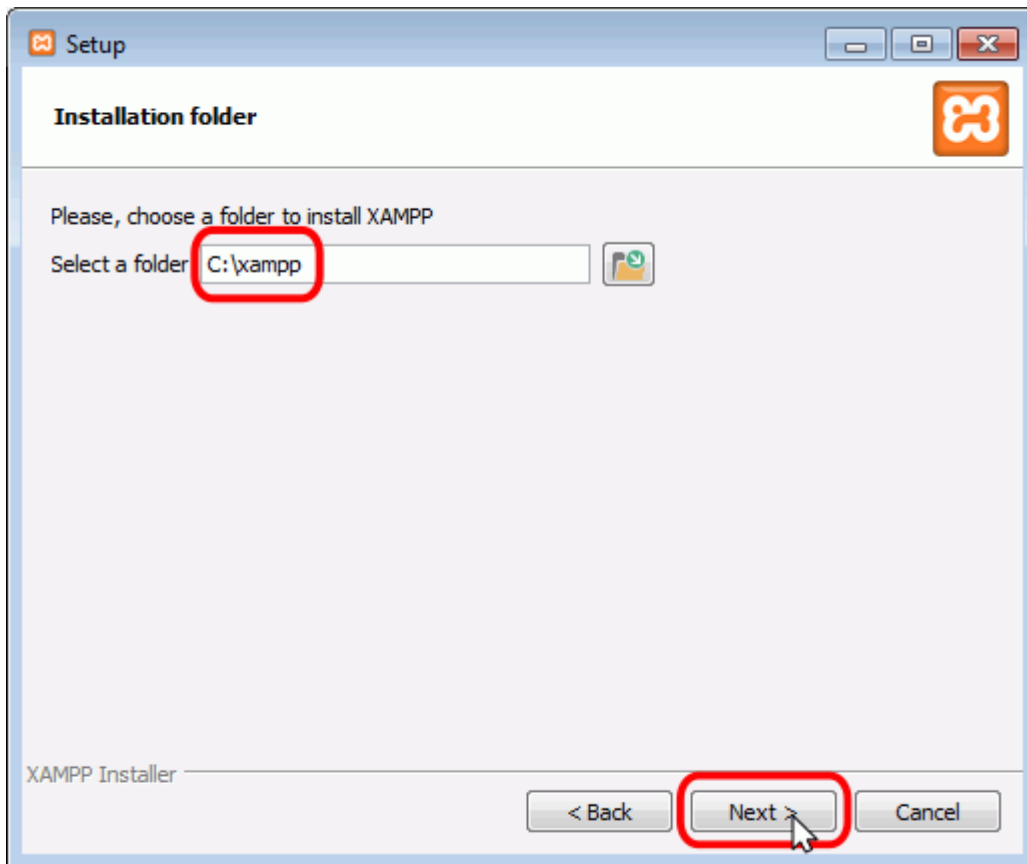 Setup
Installation folder
Please, choose a folder to install XAMPP
Select a folder C:\xampp
XAMPP Installer
< Back Next > Cancel